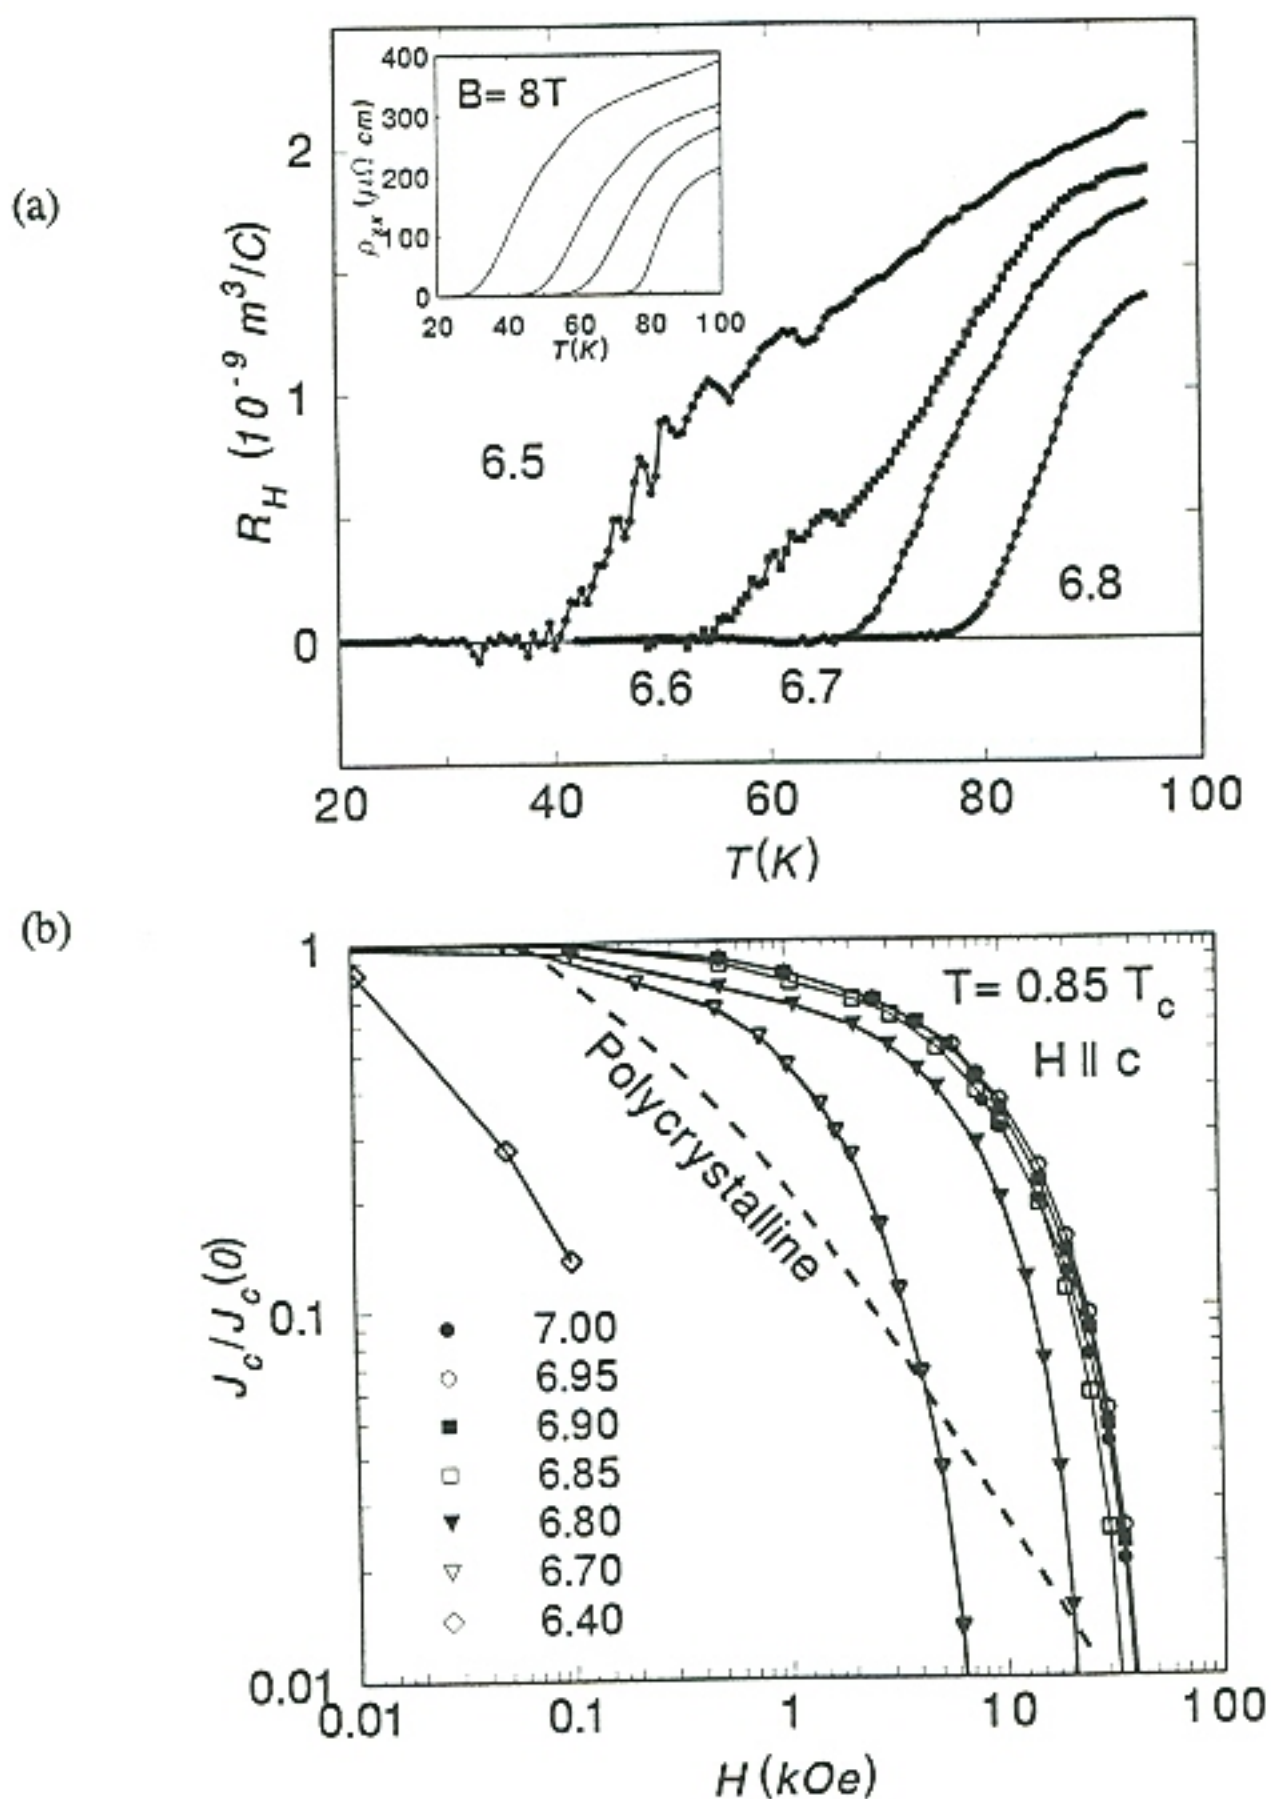 (a)
B= 8T
400
300
200
100
0
ρxx (μΩ cm)
20 40 60 80 100
T(K)
2
1
0
R_H (10⁻⁹ m³/C)
6.5
6.8
6.6 6.7
20 40 60 80 100
T(K)
(b)
1
0.1
0.01
J_c/J_c(0)
T= 0.85 T_c
H || c
Polycrystalline
7.00
6.95
6.90
6.85
6.80
6.70
6.40
0.01 0.1 1 10 100
H (kOe)